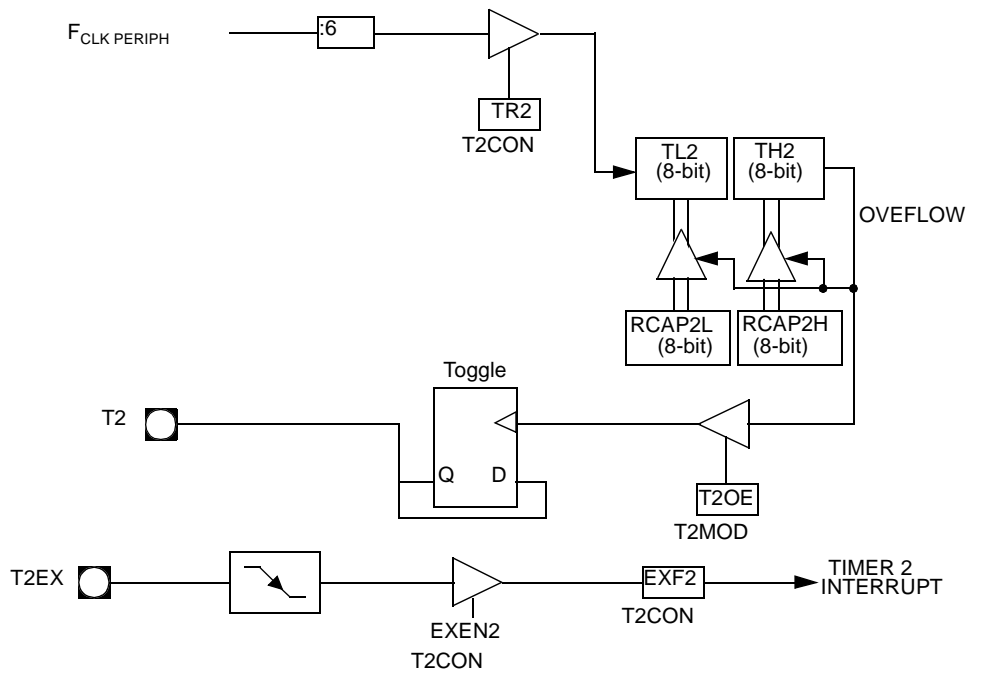 FCLK PERIPH
:6
TR2
T2CON
TL2
(8-bit)
TH2
(8-bit)
OVEFLOW
RCAP2L
(8-bit)
RCAP2H
(8-bit)
Toggle
T2
Q
D
T2OE
T2MOD
T2EX
EXEN2
T2CON
EXF2
T2CON
TIMER 2
INTERRUPT